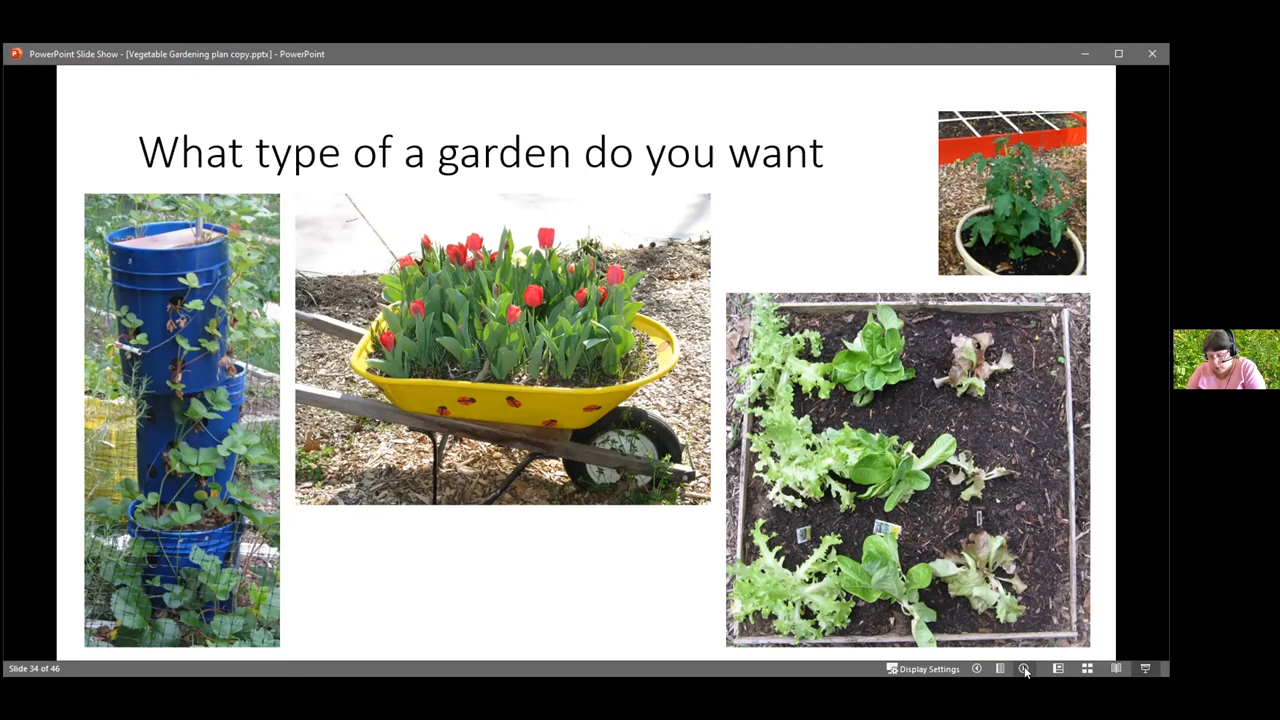 PowerPoint Slide Show - [Vegetable Gardening plan copy.pptx] - PowerPoint
What type of a garden do you want
Slide 34 of 46
Display Settings